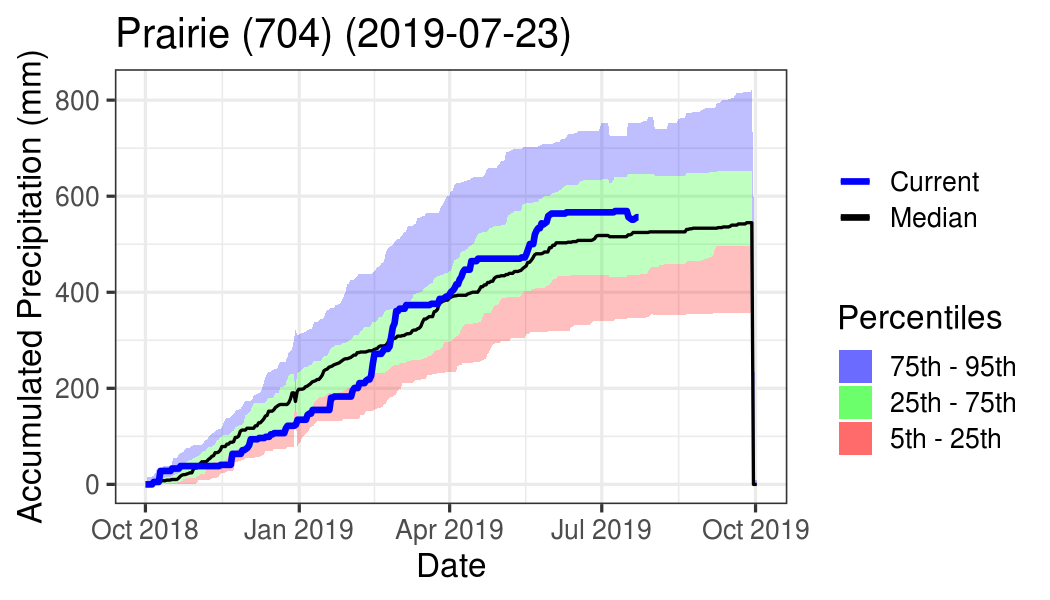 Prairie (704) (2019-07-23)
Accumulated Precipitation (mm)
800
600
400
200
0
Oct 2018
Jan 2019
Apr 2019
Jul 2019
Oct 2019
Date
Current
Median
Percentiles
75th - 95th
25th - 75th
5th - 25th